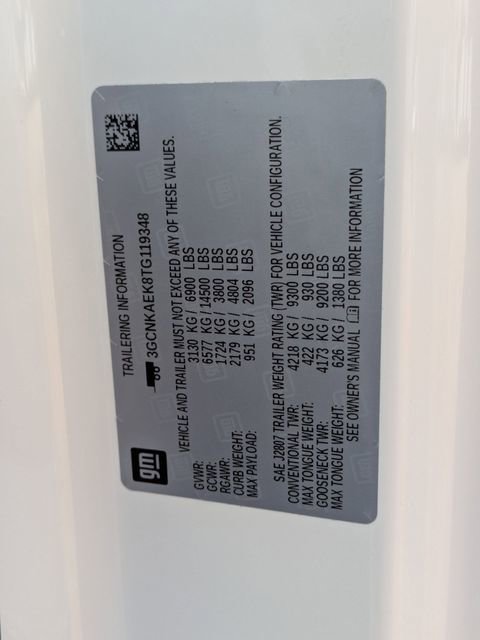 gm
TRAILERING INFORMATION
3GCNKAEK8TG119348
VEHICLE AND TRAILER MUST NOT EXCEED ANY OF THESE VALUES.
GVWR: 3130 KG / 6900 LBS
GCWR: 6577 KG / 14500 LBS
RGAWR: 1724 KG / 3800 LBS
CURB WEIGHT: 2179 KG / 4804 LBS
MAX PAYLOAD: 951 KG / 2096 LBS
SAE J2807 TRAILER WEIGHT RATING (TWR) FOR VEHICLE CONFIGURATION.
CONVENTIONAL TWR: 4218 KG / 9300 LBS
MAX TONGUE WEIGHT: 422 KG / 930 LBS
GOOSENECK TWR: 4173 KG / 9200 LBS
MAX TONGUE WEIGHT: 626 KG / 1380 LBS
SEE OWNER'S MANUAL FOR MORE INFORMATION